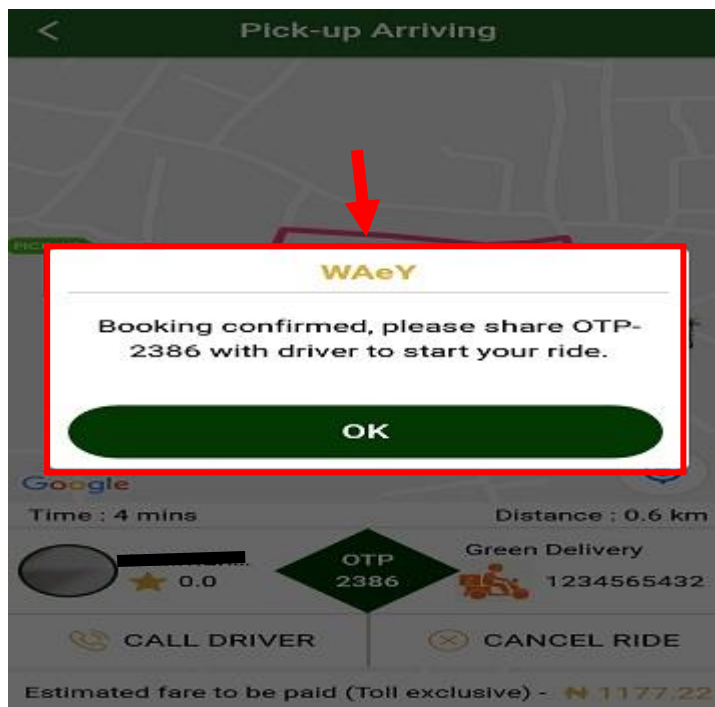 Pick-up Arriving
WAeY
Booking confirmed, please share OTP-
2386 with driver to start your ride.
OK
Google
Time : 4 mins
Distance : 0.6 km
OTP
2386
0.0
Green Delivery
1234565432
CALL DRIVER
CANCEL RIDE
Estimated fare to be paid (Toll exclusive) - ₦ 1177.22